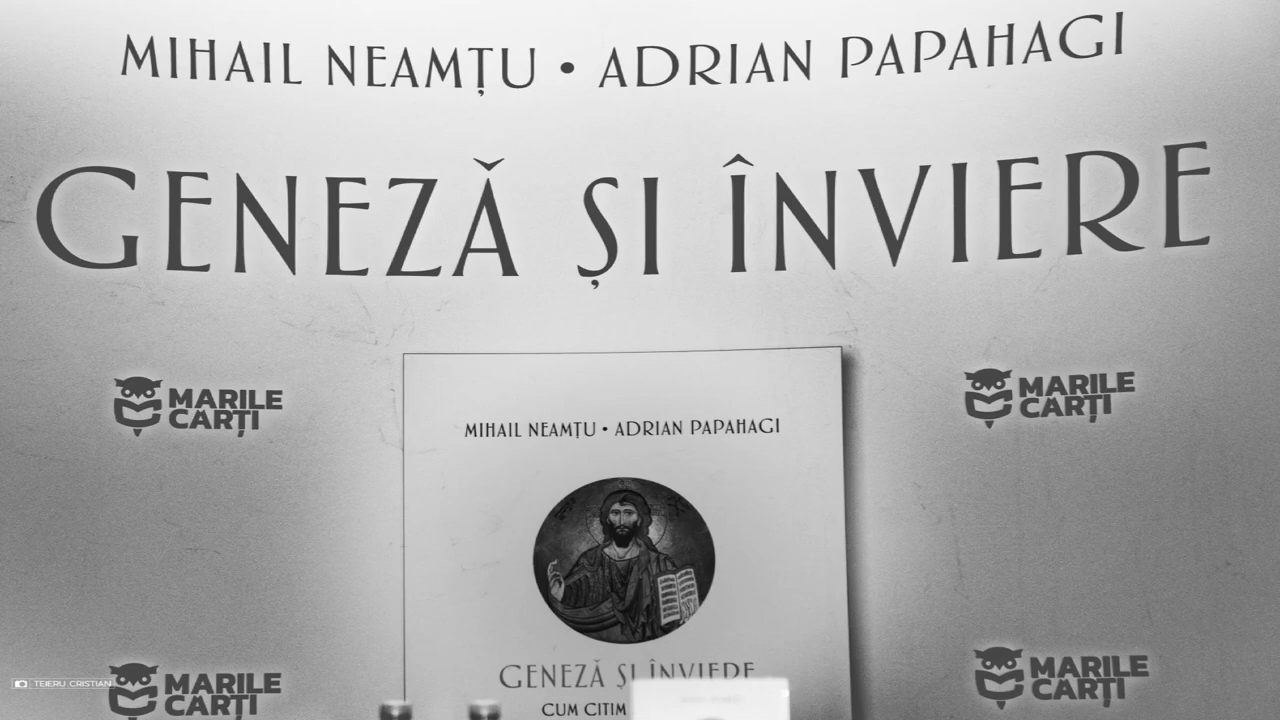 MIHAIL NEAMȚU • ADRIAN PAPAHAGI
GENEZĂ ȘI ÎNVIERE
MARILE
CĂRȚI
MARILE
CĂRȚI
MIHAIL NEAMȚU • ADRIAN PAPAHAGI
GENEZĂ ȘI ÎNVIERE
CUM CITIM
TEIERU CRISTIAN
MARILE
CĂRȚI
MARILE
CĂRȚI